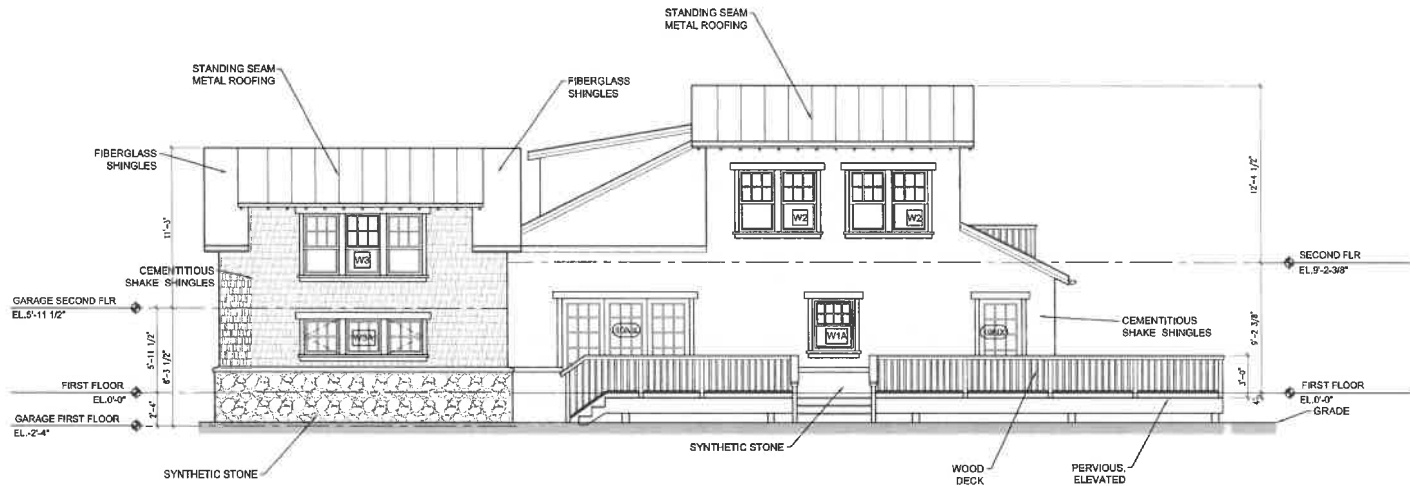 STANDING SEAM
METAL ROOFING
STANDING SEAM
METAL ROOFING
FIBERGLASS
SHINGLES
FIBERGLASS
SHINGLES
12'-4 1/2"
11'-3"
W2
W2
W3
CEMENTITIOUS
SHAKE SHINGLES
SECOND FLR
EL.9'-2-3/8"
GARAGE SECOND FLR
EL.5'-11 1/2"
W3A
W1A
CEMENTITIOUS
SHAKE SHINGLES
9'-2 3/8"
5'-11 1/2"
6'-3 1/2"
3'-0"
FIRST FLOOR
EL.0'-0"
FIRST FLOOR
EL.0'-0"
2'-4"
GARAGE FIRST FLOOR
EL.-2'-4"
GRADE
SYNTHETIC STONE
SYNTHETIC STONE
WOOD
DECK
PERVIOUS,
ELEVATED